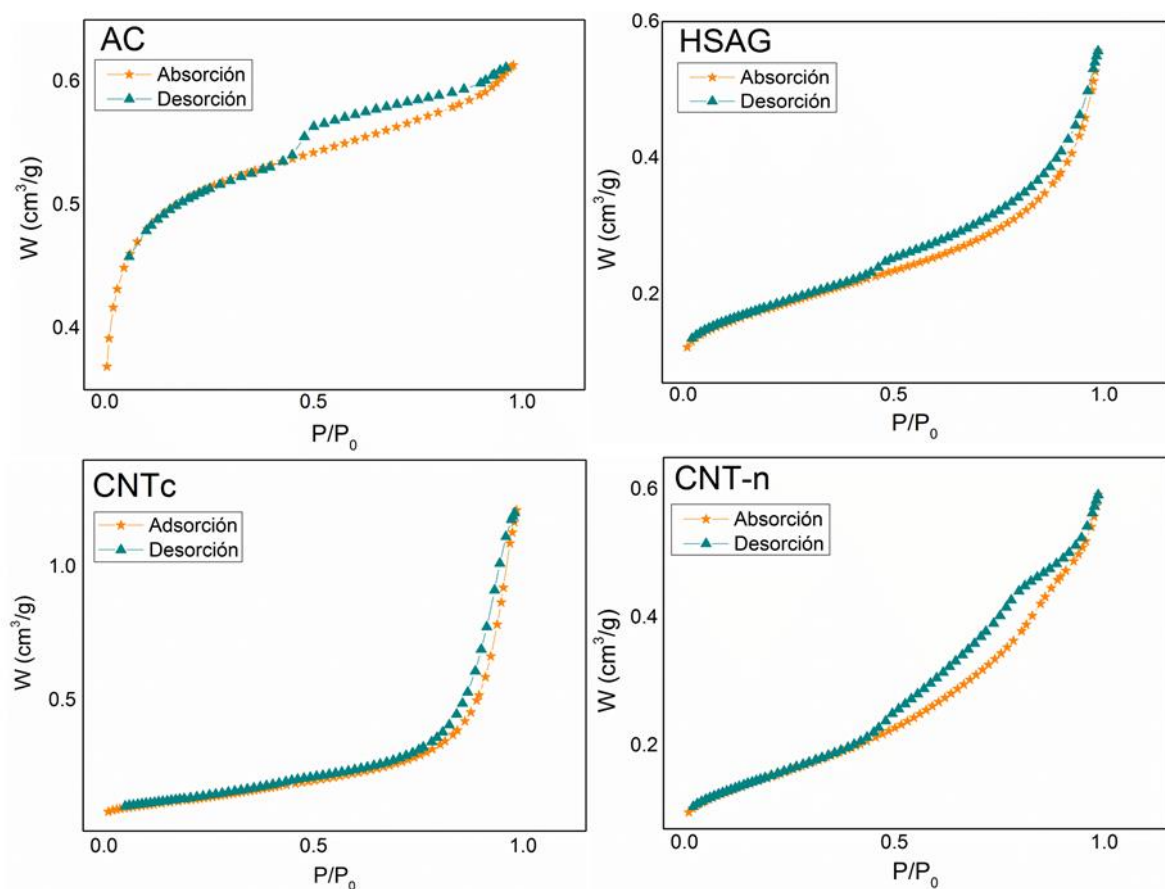 AC
Absorción
Desorción
0.6
0.5
0.4
W (cm³/g)
0.0 0.5 1.0
P/P₀
HSAG
Absorción
Desorción
0.6
0.4
0.2
W (cm³/g)
0.0 0.5 1.0
P/P₀
CNTc
Adsorción
Desorción
1.0
0.5
W (cm³/g)
0.0 0.5 1.0
P/P₀
CNT-n
Absorción
Desorción
0.6
0.4
0.2
W (cm³/g)
0.0 0.5 1.0
P/P₀